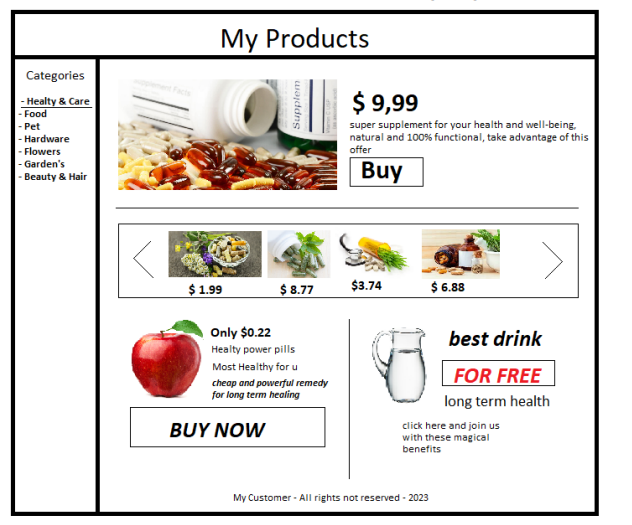 My Products
Categories
- Healty & Care
- Food
- Pet
- Hardware
- Flowers
- Garden's
- Beauty & Hair
Supplement Facts
Supplem
$ 9,99
super supplement for your health and well-being,
natural and 100% functional, take advantage of this
offer
Buy
$ 1.99
$ 8.77
$3.74
$ 6.88
Only $0.22
Healty power pills
Most Healthy for u
cheap and powerful remedy
for long term healing
BUY NOW
best drink
FOR FREE
long term health
click here and join us
with these magical
benefits
My Customer - All rights not reserved - 2023